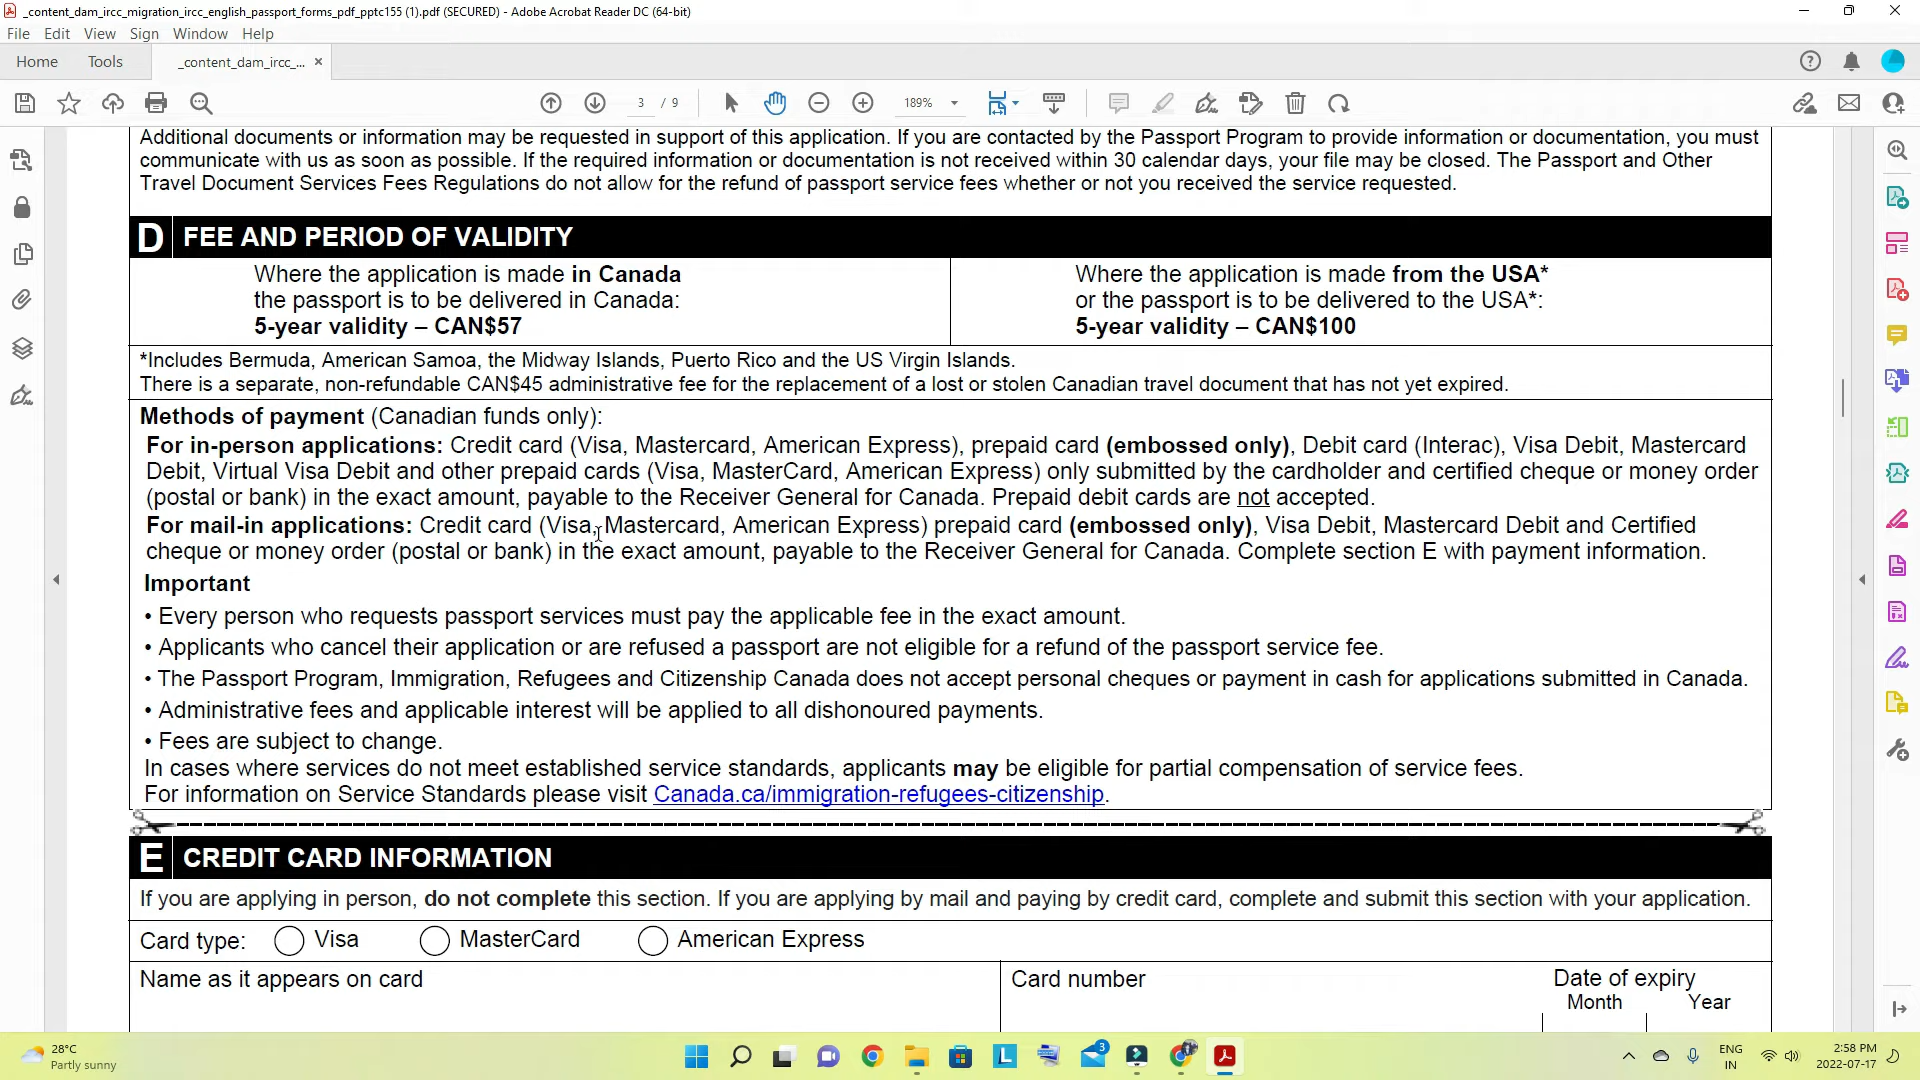 _content_dam_ircc_migration_ircc_english_passport_forms_pdf_pptc155 (1).pdf (SECURED) - Adobe Acrobat Reader DC (64-bit)
File Edit View Sign Window Help
Home Tools _content_dam_ircc_... ×
3 / 9 189%
Additional documents or information may be requested in support of this application. If you are contacted by the Passport Program to provide information or documentation, you must
communicate with us as soon as possible. If the required information or documentation is not received within 30 calendar days, your file may be closed. The Passport and Other
Travel Document Services Fees Regulations do not allow for the refund of passport service fees whether or not you received the service requested.
D FEE AND PERIOD OF VALIDITY
Where the application is made in Canada
the passport is to be delivered in Canada:
5-year validity – CAN$57
Where the application is made from the USA*
or the passport is to be delivered to the USA*:
5-year validity – CAN$100
*Includes Bermuda, American Samoa, the Midway Islands, Puerto Rico and the US Virgin Islands.
There is a separate, non-refundable CAN$45 administrative fee for the replacement of a lost or stolen Canadian travel document that has not yet expired.
Methods of payment (Canadian funds only):
For in-person applications: Credit card (Visa, Mastercard, American Express), prepaid card (embossed only), Debit card (Interac), Visa Debit, Mastercard
Debit, Virtual Visa Debit and other prepaid cards (Visa, MasterCard, American Express) only submitted by the cardholder and certified cheque or money order
(postal or bank) in the exact amount, payable to the Receiver General for Canada. Prepaid debit cards are not accepted.
For mail-in applications: Credit card (Visa, Mastercard, American Express) prepaid card (embossed only), Visa Debit, Mastercard Debit and Certified
cheque or money order (postal or bank) in the exact amount, payable to the Receiver General for Canada. Complete section E with payment information.
Important
• Every person who requests passport services must pay the applicable fee in the exact amount.
• Applicants who cancel their application or are refused a passport are not eligible for a refund of the passport service fee.
• The Passport Program, Immigration, Refugees and Citizenship Canada does not accept personal cheques or payment in cash for applications submitted in Canada.
• Administrative fees and applicable interest will be applied to all dishonoured payments.
• Fees are subject to change.
In cases where services do not meet established service standards, applicants may be eligible for partial compensation of service fees.
For information on Service Standards please visit Canada.ca/immigration-refugees-citizenship.
E CREDIT CARD INFORMATION
If you are applying in person, do not complete this section. If you are applying by mail and paying by credit card, complete and submit this section with your application.
Card type: Visa MasterCard American Express
Name as it appears on card
Card number
Date of expiry
Month Year
28°C
Partly sunny
L
3
ENG
IN
2:58 PM
2022-07-17